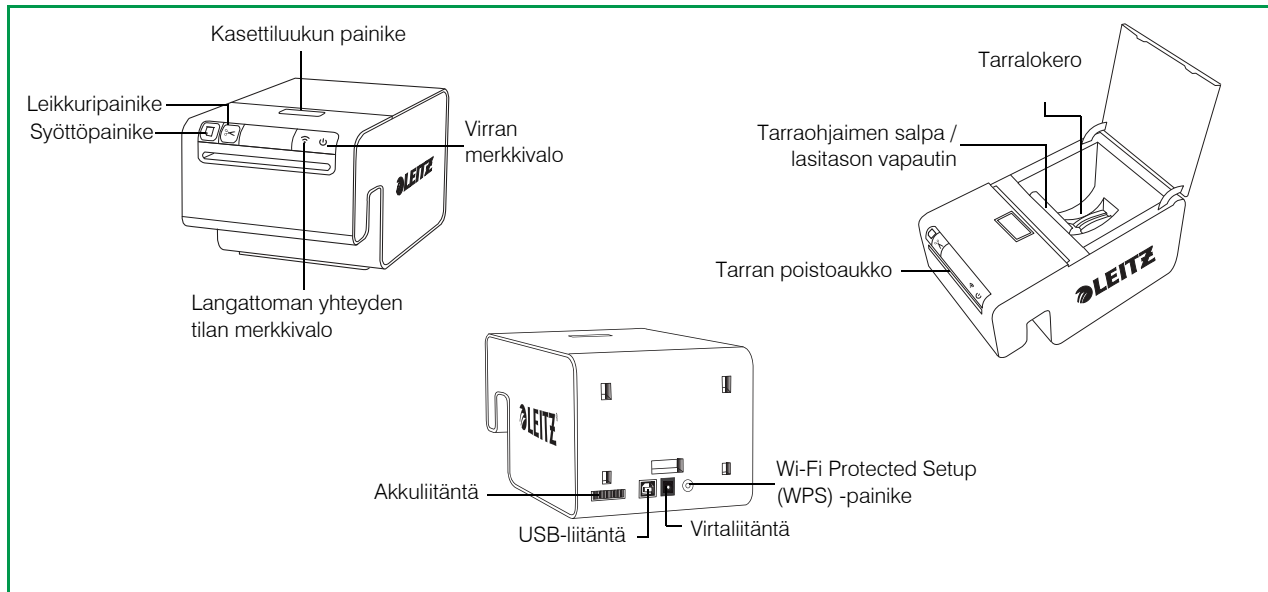 Kasettiluukun painike
Leikkuripainike
Syöttöpainike
Virran
merkkivalo
LEITZ
Langattoman yhteyden
tilan merkkivalo
Tarralokero
Tarraohjaimen salpa /
lasitason vapautin
Tarran poistoaukko
LEITZ
LEITZ
Akkuliitäntä
USB-liitäntä
Virtaliitäntä
Wi-Fi Protected Setup
(WPS) -painike